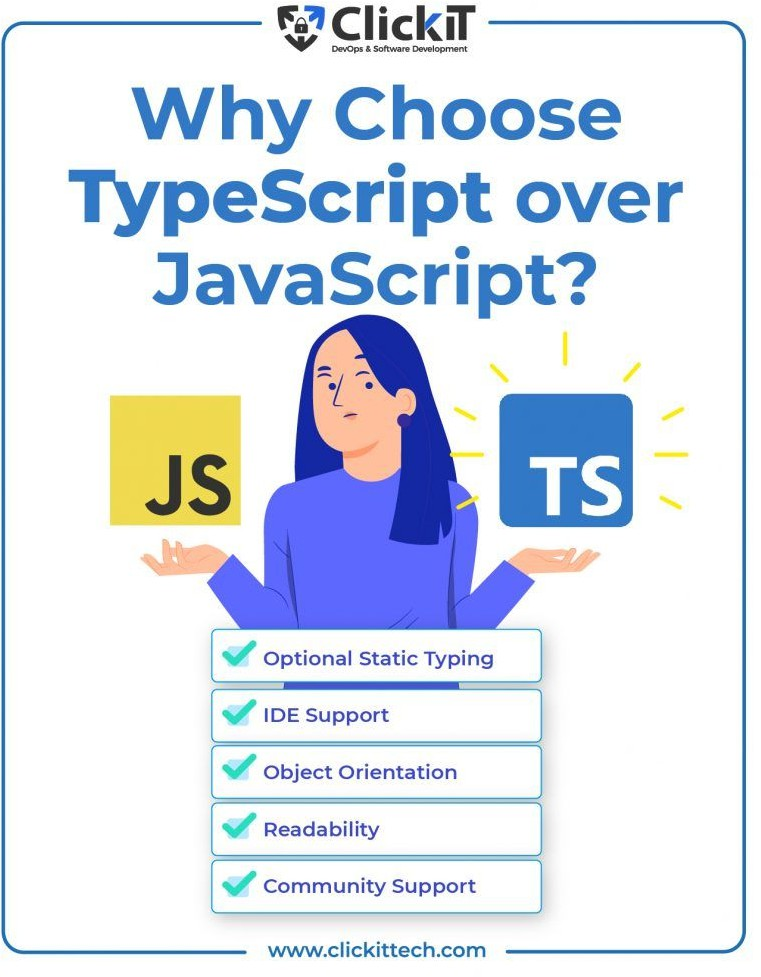 ClickIT
DevOps & Software Development
Why Choose
TypeScript over
JavaScript?
JS
TS
Optional Static Typing
IDE Support
Object Orientation
Readability
Community Support
www.clickittech.com